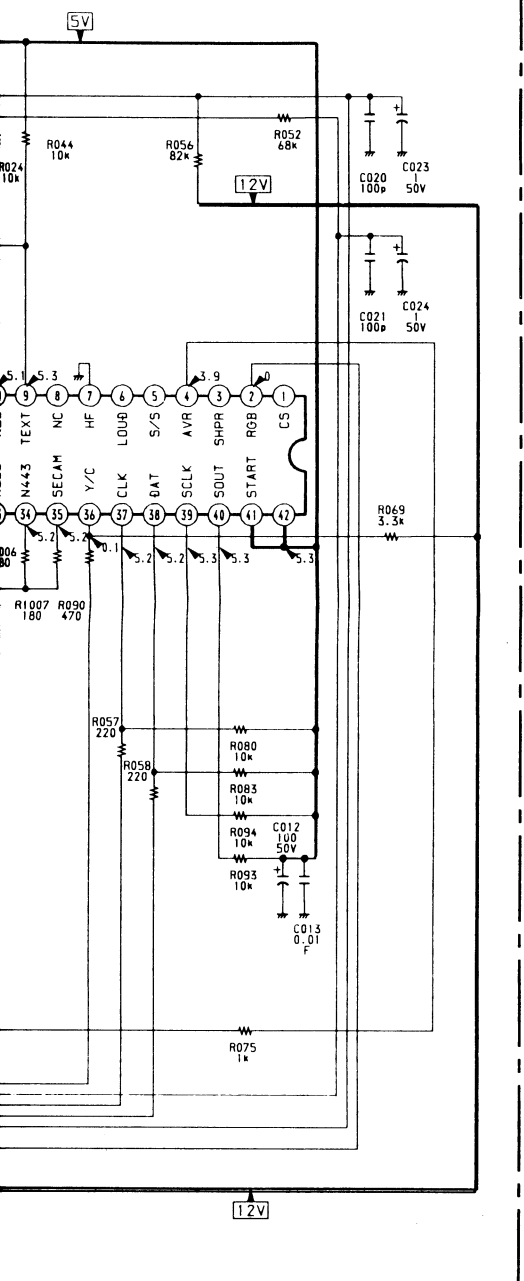 5V
R044
10k
R024
10k
R056
82k
R052
68k
12V
C020
100p
C023
1
50V
C021
100p
C024
1
50V
5.1
5.3
3.9
0
9
8
7
6
5
4
3
2
1
TEXT
NC
HF
LOUD
S/S
AVR
SHPR
RGB
CS
N443
SECAM
Y/C
CLK
DAT
SCLK
SOUT
START
34
35
36
37
38
39
40
41
42
5.2
5.2
0.1
5.2
5.2
5.3
5.3
5.3
R069
3.3k
R1007
180
R090
470
R057
220
R058
220
R080
10k
R083
10k
R094
10k
R093
10k
C012
100
50V
C013
0.01
F
R075
1k
12V